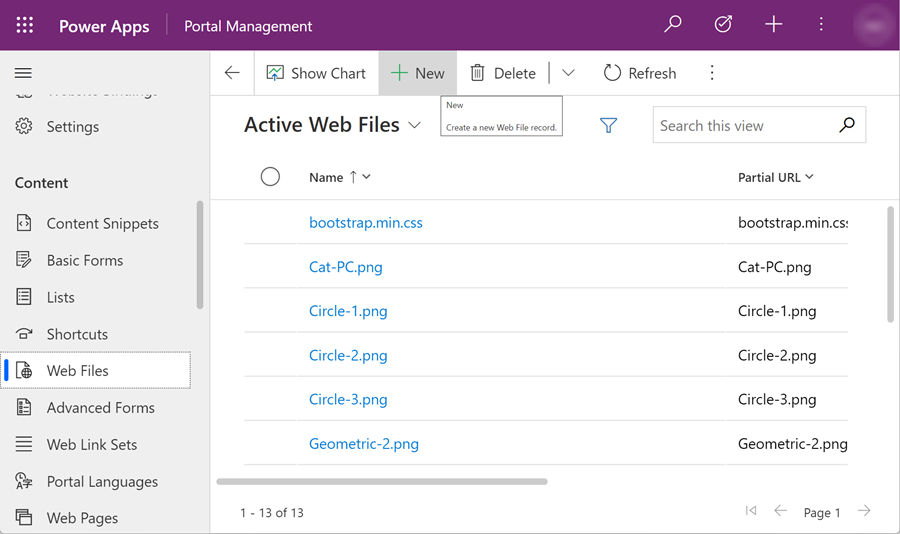 Power Apps Portal Management
Show Chart New Delete Refresh
Website Bindings
Settings
Content
Content Snippets
Basic Forms
Lists
Shortcuts
Web Files
Advanced Forms
Web Link Sets
Portal Languages
Web Pages
New
Create a new Web File record.
Active Web Files
Search this view
Name Partial URL
bootstrap.min.css bootstrap.min.css
Cat-PC.png Cat-PC.png
Circle-1.png Circle-1.png
Circle-2.png Circle-2.png
Circle-3.png Circle-3.png
Geometric-2.png Geometric-2.png
1 - 13 of 13 Page 1